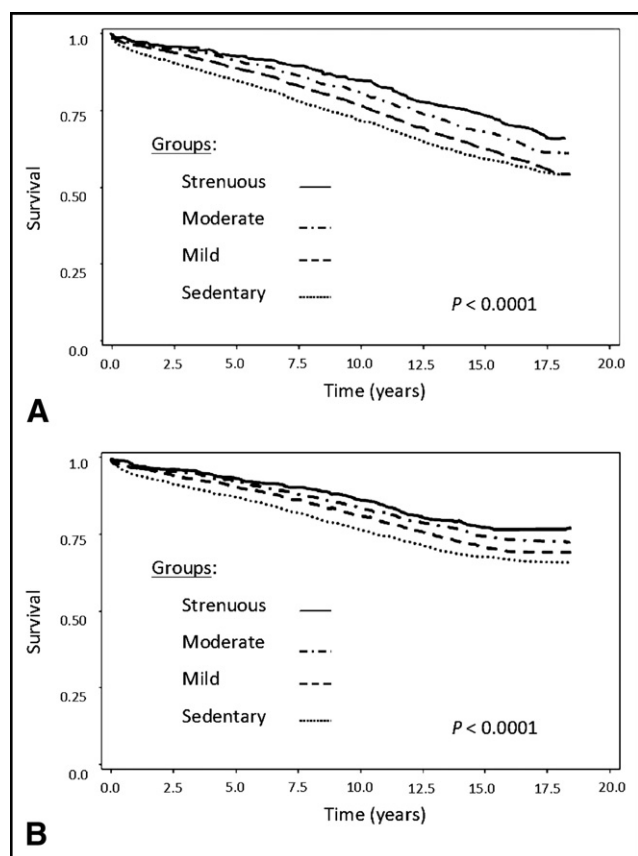 1.0
0.75
0.50
0.25
0.0
Survival
Groups:
Strenuous
Moderate
Mild
Sedentary
P < 0.0001
0.0 2.5 5.0 7.5 10.0 12.5 15.0 17.5 20.0
Time (years)
A
1.0
0.75
0.50
0.25
0.0
Survival
Groups:
Strenuous
Moderate
Mild
Sedentary
P < 0.0001
0.0 2.5 5.0 7.5 10.0 12.5 15.0 17.5 20.0
Time (years)
B